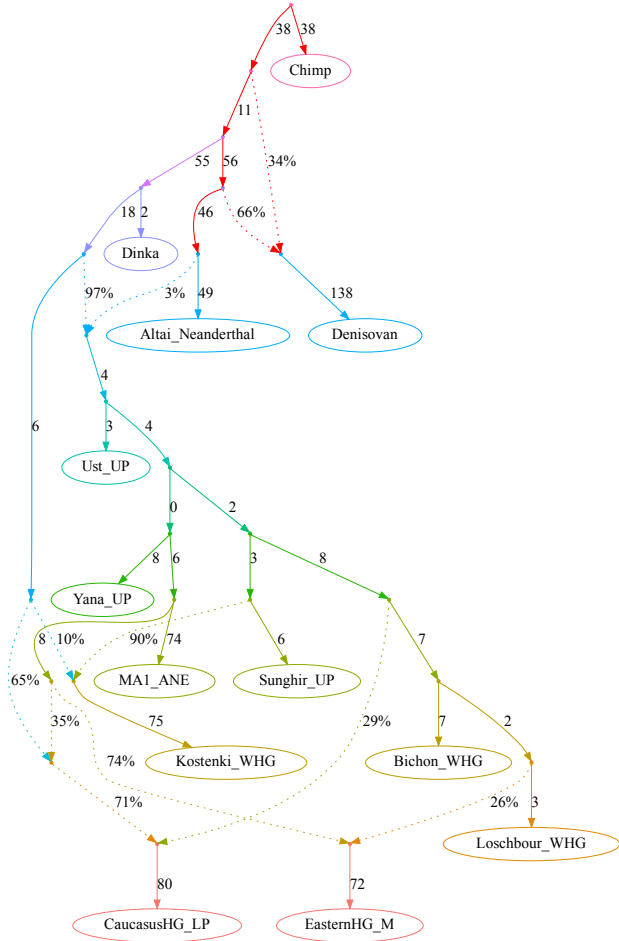 38 38
Chimp
11
55 56 34%
18 2 46 66%
Dinka
97% 3% 49 138
Altai_Neanderthal Denisovan
4
6 3 4
Ust_UP
0 2
8 6 3 8
Yana_UP
8 10% 90% 74 6 7
65% MA1_ANE Sunghir_UP
35% 75 29% 7 2
74% Kostenki_WHG Bichon_WHG
71% 26% 3
Loschbour_WHG
80 72
CaucasusHG_LP EasternHG_M